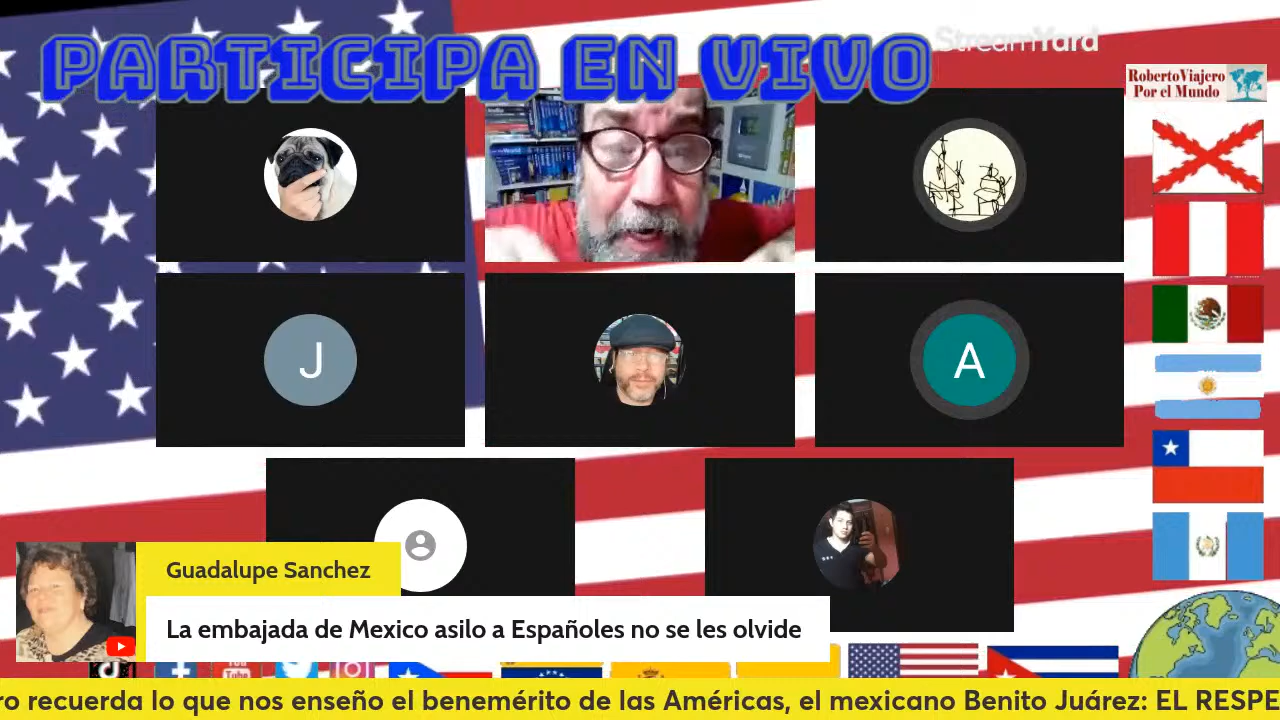 PARTICIPA EN VIVO
StreamYard
RobertoViajero
Por el Mundo
J
A
Guadalupe Sanchez
La embajada de Mexico asilo a Españoles no se les olvide
ro recuerda lo que nos enseño el benemérito de las Américas, el mexicano Benito Juárez: EL RESPE